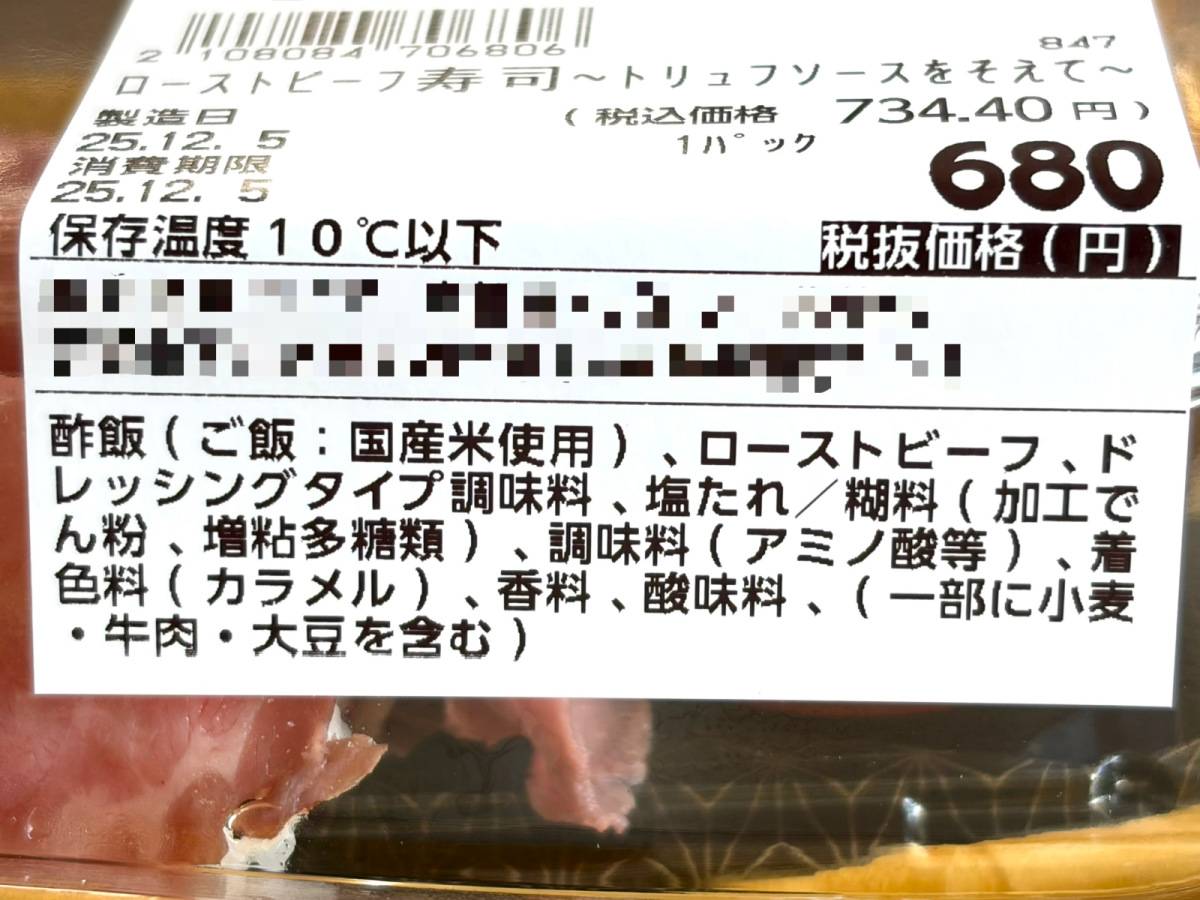 2 108084 706806
847
ローストビーフ寿司～トリュフソースをそえて～
製造日 (税込価格 734.40円)
25.12. 5 1パック
消費期限 680
25.12. 5
保存温度10℃以下 税抜価格(円)
酢飯(ご飯:国産米使用)、ローストビーフ、ド
レッシングタイプ調味料、塩たれ/糊料(加工で
ん粉、増粘多糖類)、調味料(アミノ酸等)、着
色料(カラメル)、香料、酸味料、(一部に小麦
・牛肉・大豆を含む)